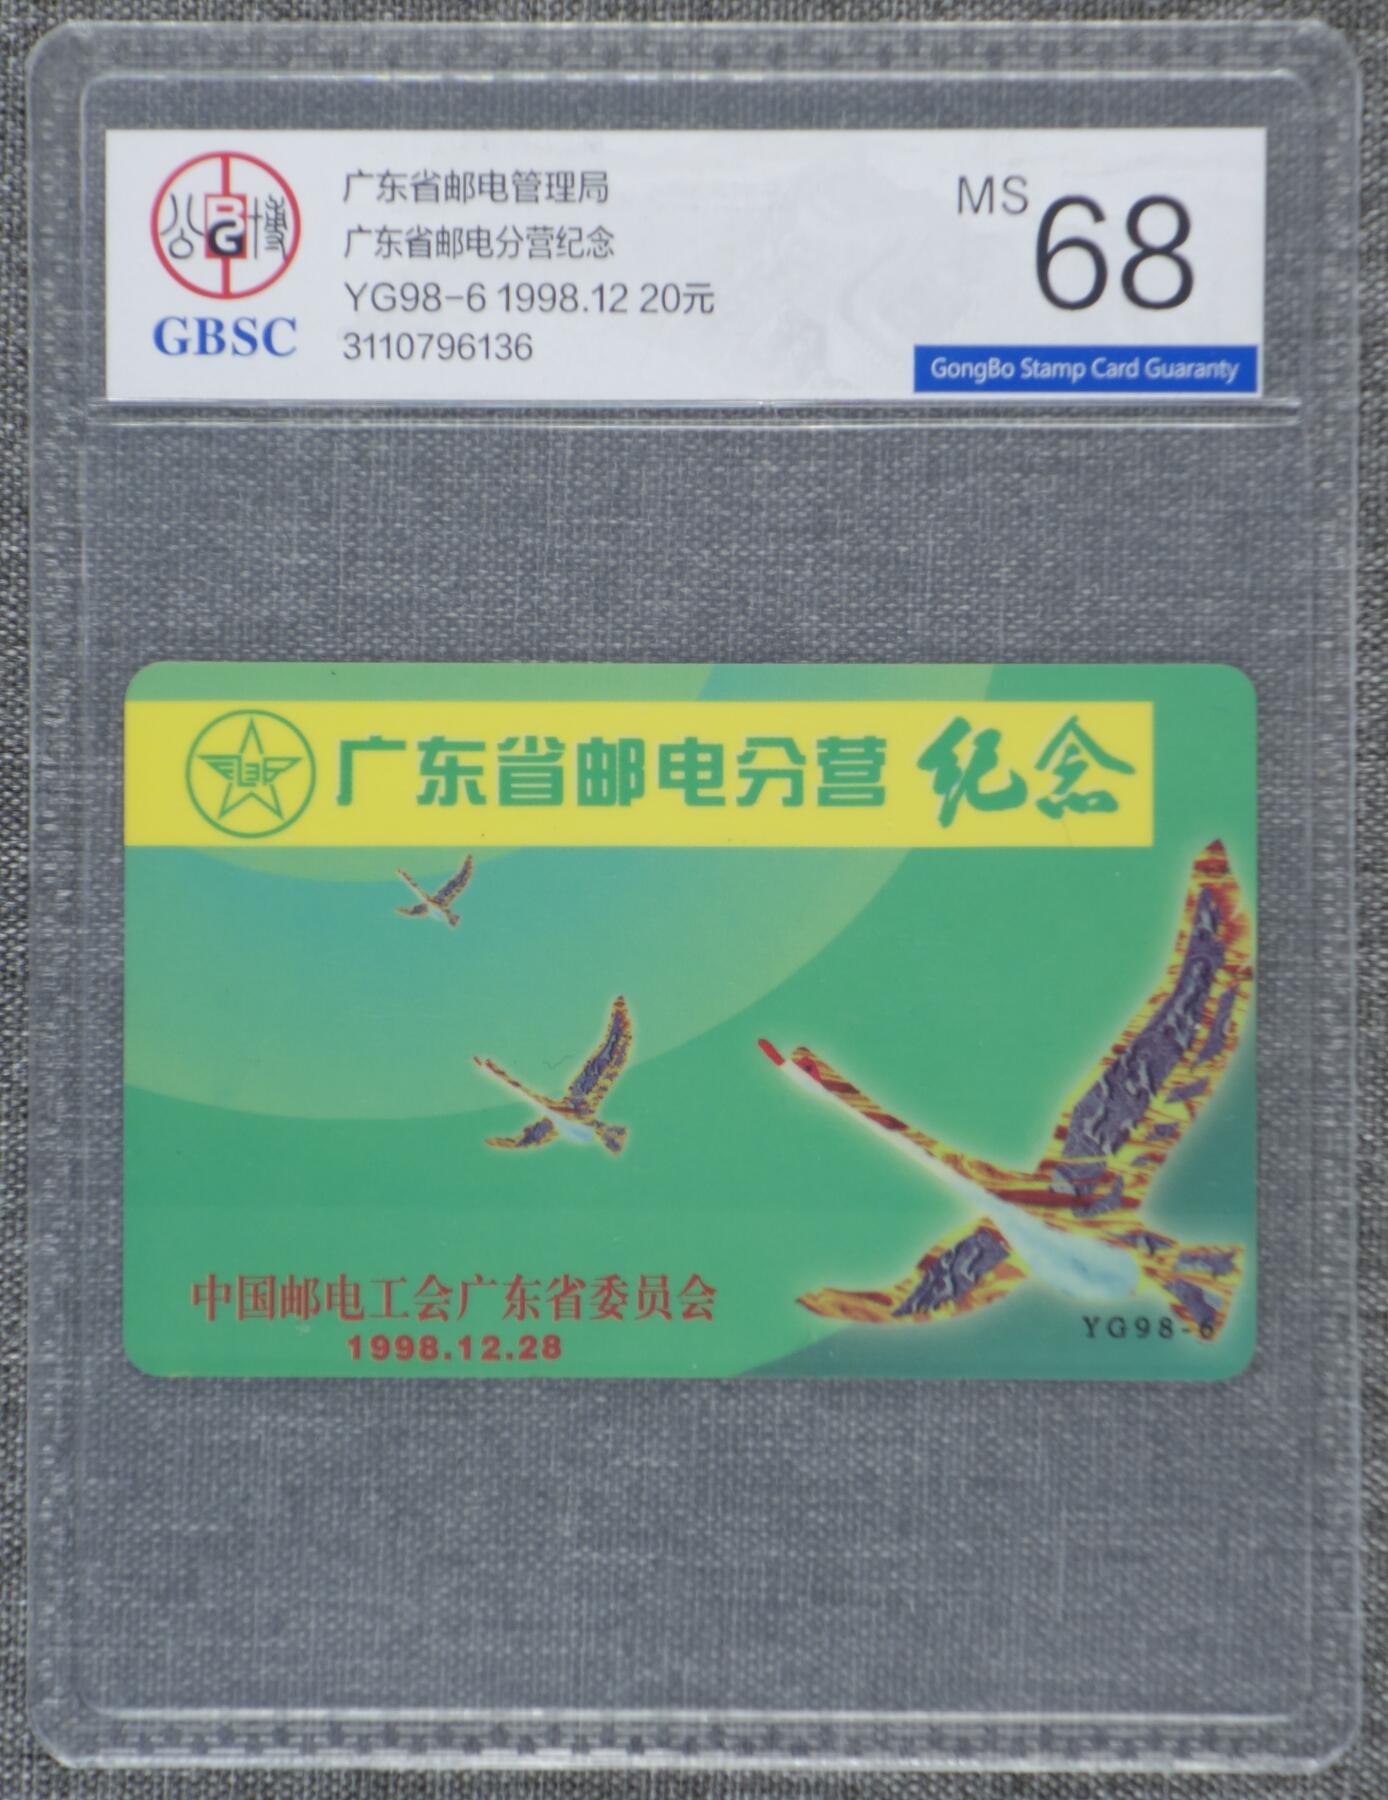 公博
BG
GBSC
广东省邮电管理局
广东省邮电分营纪念
YG98-6 1998.12 20元
3110796136
MS 68
GongBo Stamp Card Guaranty
广东省邮电分营纪念
中国邮电工会广东省委员会
1998.12.28
YG98-6